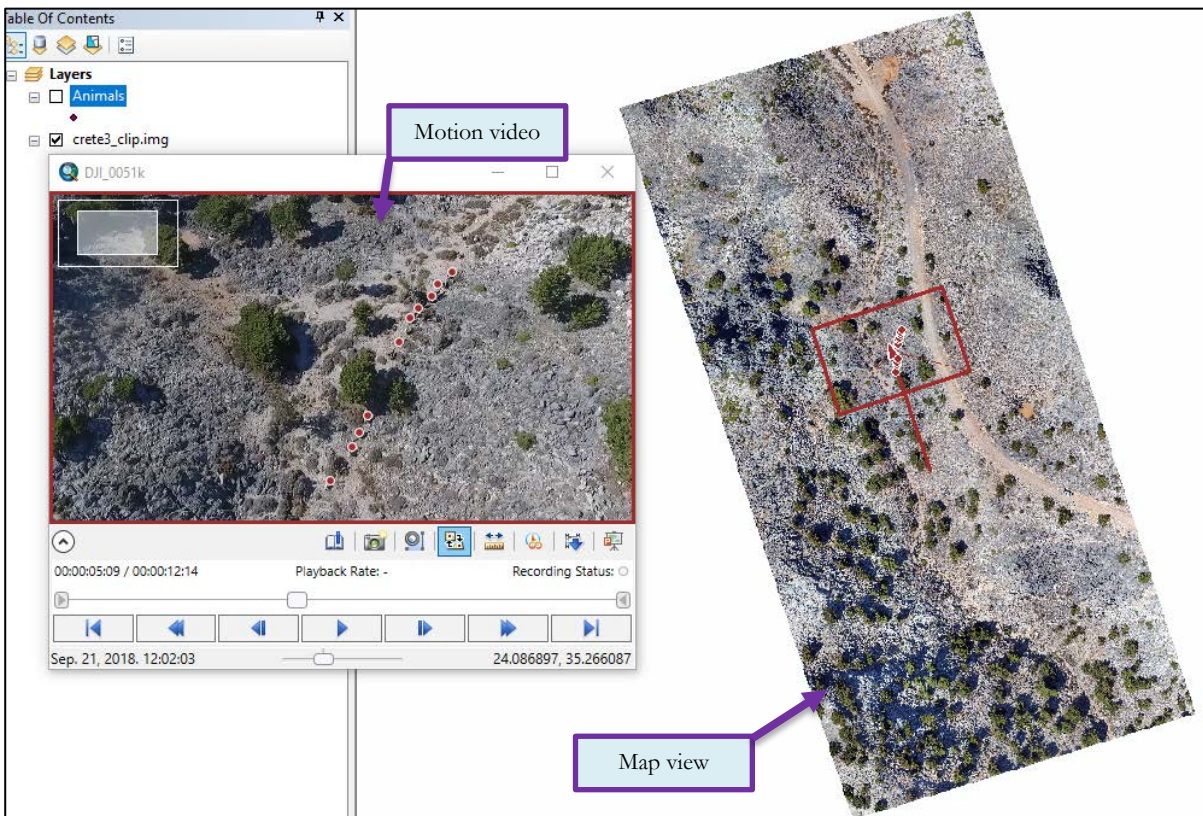 able Of Contents
Layers
Animals
crete3_clip.img
Motion video
DJI_0051k
00:00:05:09 / 00:00:12:14
Playback Rate: -
Recording Status:
Sep. 21, 2018. 12:02:03
24.086897, 35.266087
Map view